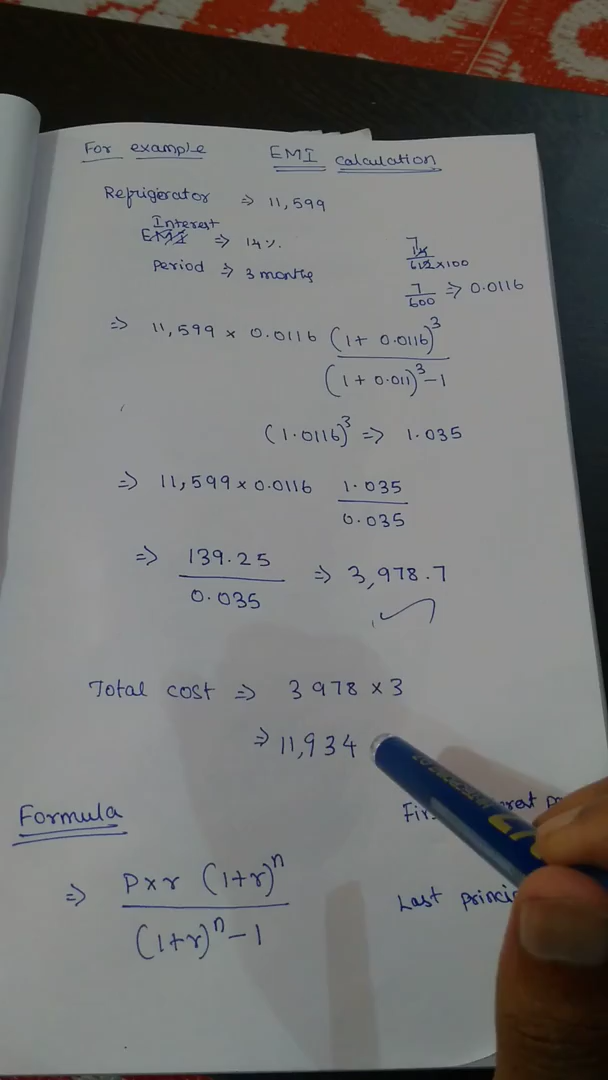 For example EMI calculation
Refrigerator => 11,599
Interest
EMI => 14%
Period => 3 months
7
14
612 x 100
7/600 => 0.0116
=> 11,599 x 0.0116 (1 + 0.0116)^3
(1 + 0.011)^3 - 1
(1.0116)^3 => 1.035
=> 11,599 x 0.0116 1.035
0.035
=> 139.25 => 3,978.7
0.035
Total cost => 3978 x 3
=> 11,934
Formula
=> P x r (1+r)^n
(1+r)^n - 1
Last